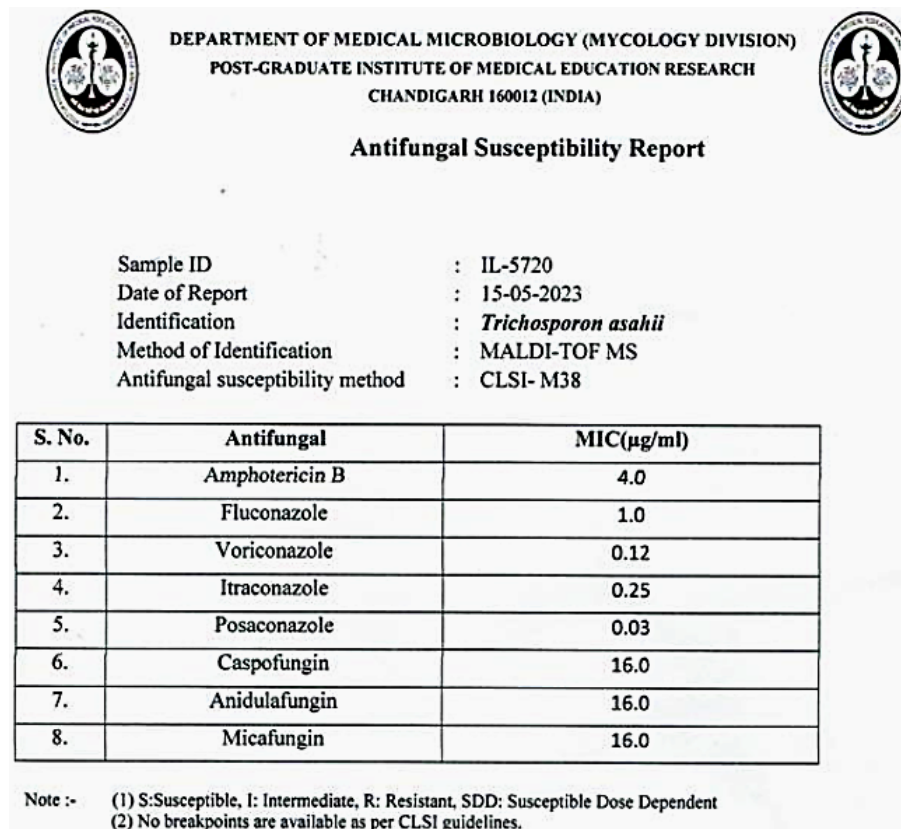 DEPARTMENT OF MEDICAL MICROBIOLOGY (MYCOLOGY DIVISION)
POST-GRADUATE INSTITUTE OF MEDICAL EDUCATION RESEARCH
CHANDIGARH 160012 (INDIA)
Antifungal Susceptibility Report
Sample ID : IL-5720
Date of Report : 15-05-2023
Identification : Trichosporon asahii
Method of Identification : MALDI-TOF MS
Antifungal susceptibility method : CLSI- M38
S. No. Antifungal MIC(µg/ml)
1. Amphotericin B 4.0
2. Fluconazole 1.0
3. Voriconazole 0.12
4. Itraconazole 0.25
5. Posaconazole 0.03
6. Caspofungin 16.0
7. Anidulafungin 16.0
8. Micafungin 16.0
Note :- (1) S:Susceptible, I: Intermediate, R: Resistant, SDD: Susceptible Dose Dependent
(2) No breakpoints are available as per CLSI guidelines.